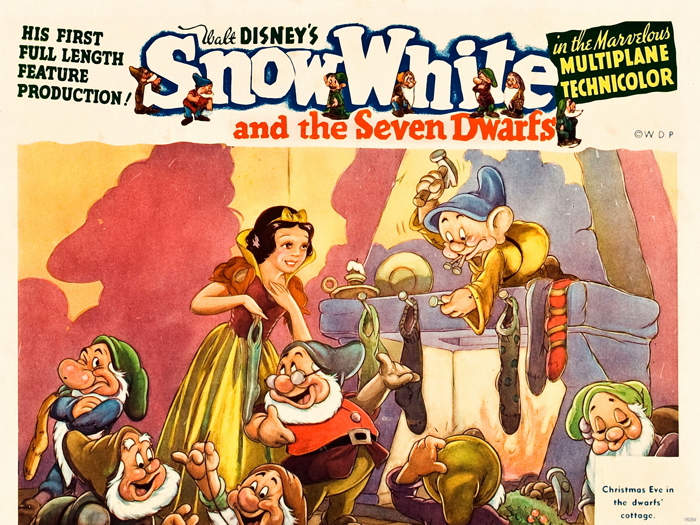 HIS FIRST
FULL LENGTH
FEATURE
PRODUCTION!
Walt DISNEY'S
Snow White
and the Seven Dwarfs
in the Marvelous
MULTIPLANE
TECHNICOLOR
© W D P
Christmas Eve in
the dwarfs'
cottage.